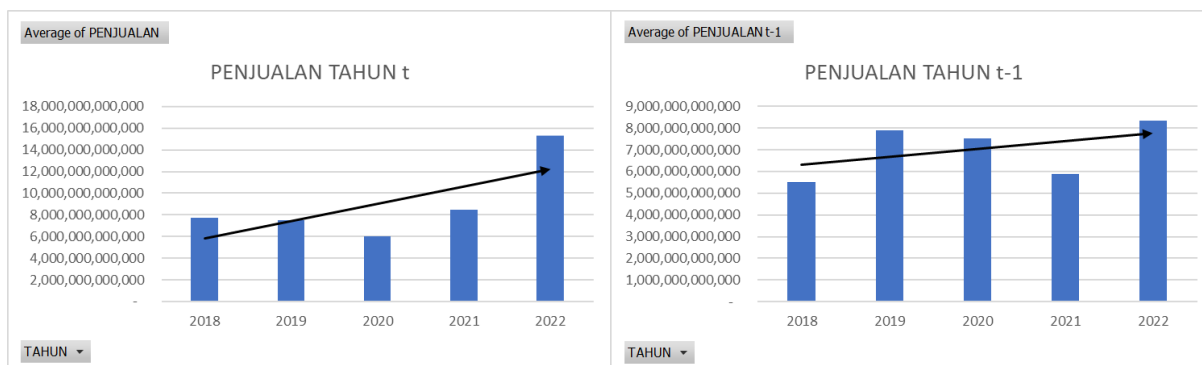 Average of PENJUALAN
PENJUALAN TAHUN t
18,000,000,000,000
16,000,000,000,000
14,000,000,000,000
12,000,000,000,000
10,000,000,000,000
8,000,000,000,000
6,000,000,000,000
4,000,000,000,000
2,000,000,000,000
-
2018 2019 2020 2021 2022
TAHUN
Average of PENJUALAN t-1
PENJUALAN TAHUN t-1
9,000,000,000,000
8,000,000,000,000
7,000,000,000,000
6,000,000,000,000
5,000,000,000,000
4,000,000,000,000
3,000,000,000,000
2,000,000,000,000
1,000,000,000,000
-
2018 2019 2020 2021 2022
TAHUN